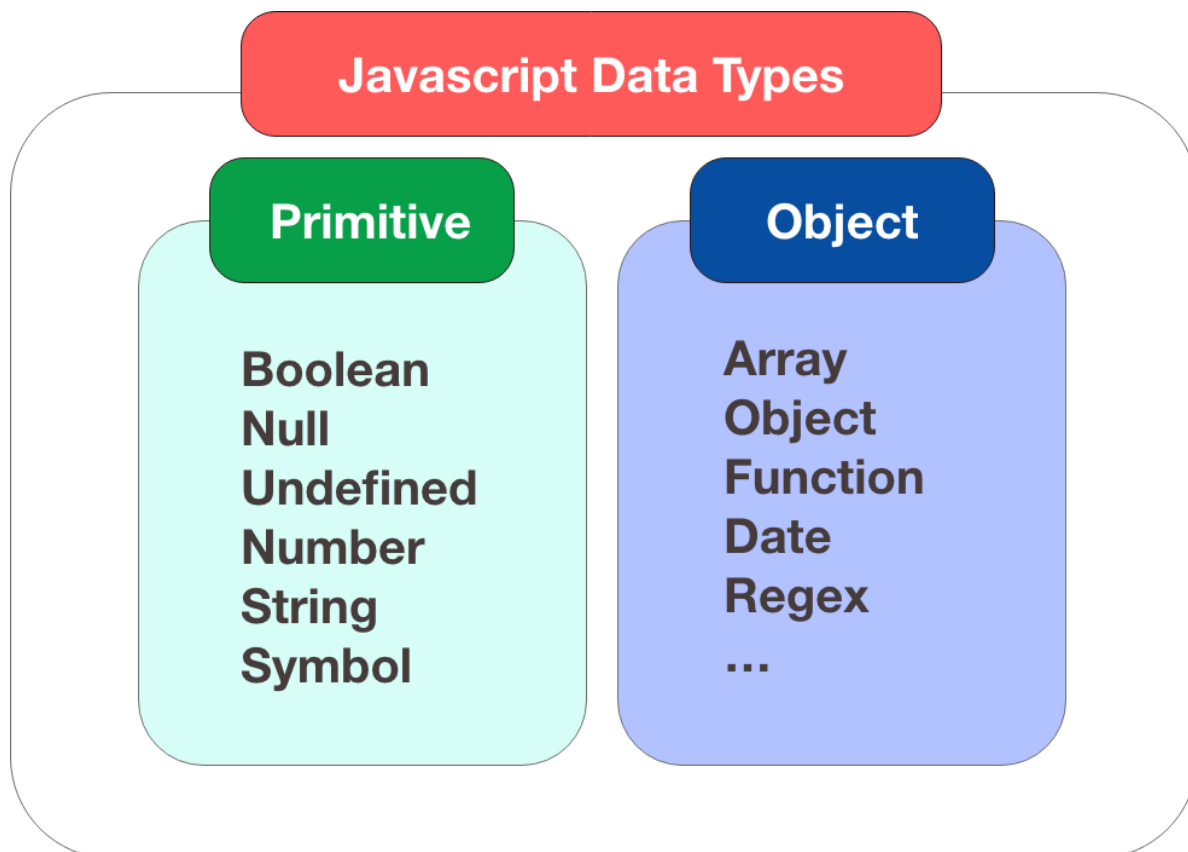 Javascript Data Types
Primitive
Boolean
Null
Undefined
Number
String
Symbol
Object
Array
Object
Function
Date
Regex
...